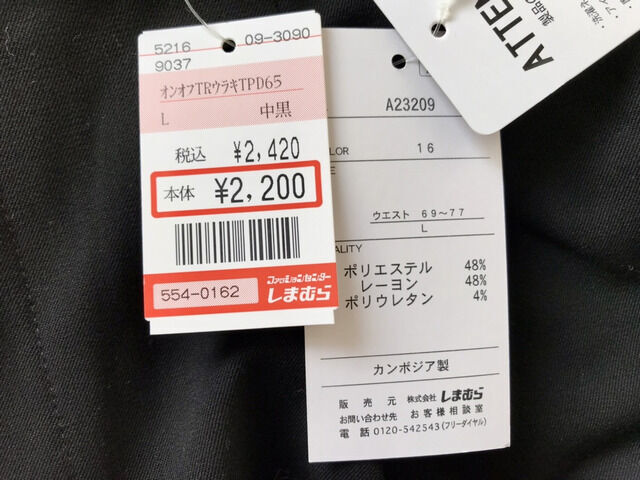 5216 09-3090
9037
オンオフTRウラキTPD65
L 中黒
税込 ¥2,420
本体 ¥2,200
554-0162
ファッションセンター
しまむら
A23209
LOR 16
ウエスト 69～77
L
ALITY
ポリエステル 48%
レーヨン 48%
ポリウレタン 4%
カンボジア製
販売元 株式会社しまむら
お問い合わせ先 お客様相談室
電話 0120-542543(フリーダイヤル)
ATTEN